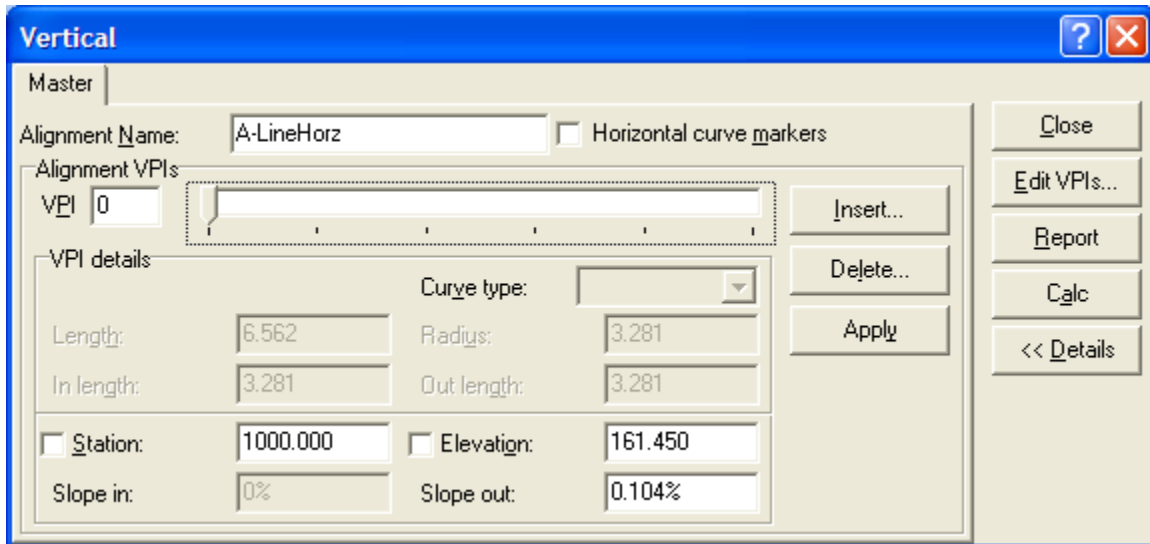 Vertical
Master
Alignment Name: A-LineHorz Horizontal curve markers
Close
Alignment VPIs
VPI 0
Insert...
Edit VPIs...
Report
VPI details
Curve type:
Delete...
Calc
Length: 6.562 Radius: 3.281
Apply
<< Details
In length: 3.281 Out length: 3.281
Station: 1000.000 Elevation: 161.450
Slope in: 0% Slope out: 0.104%